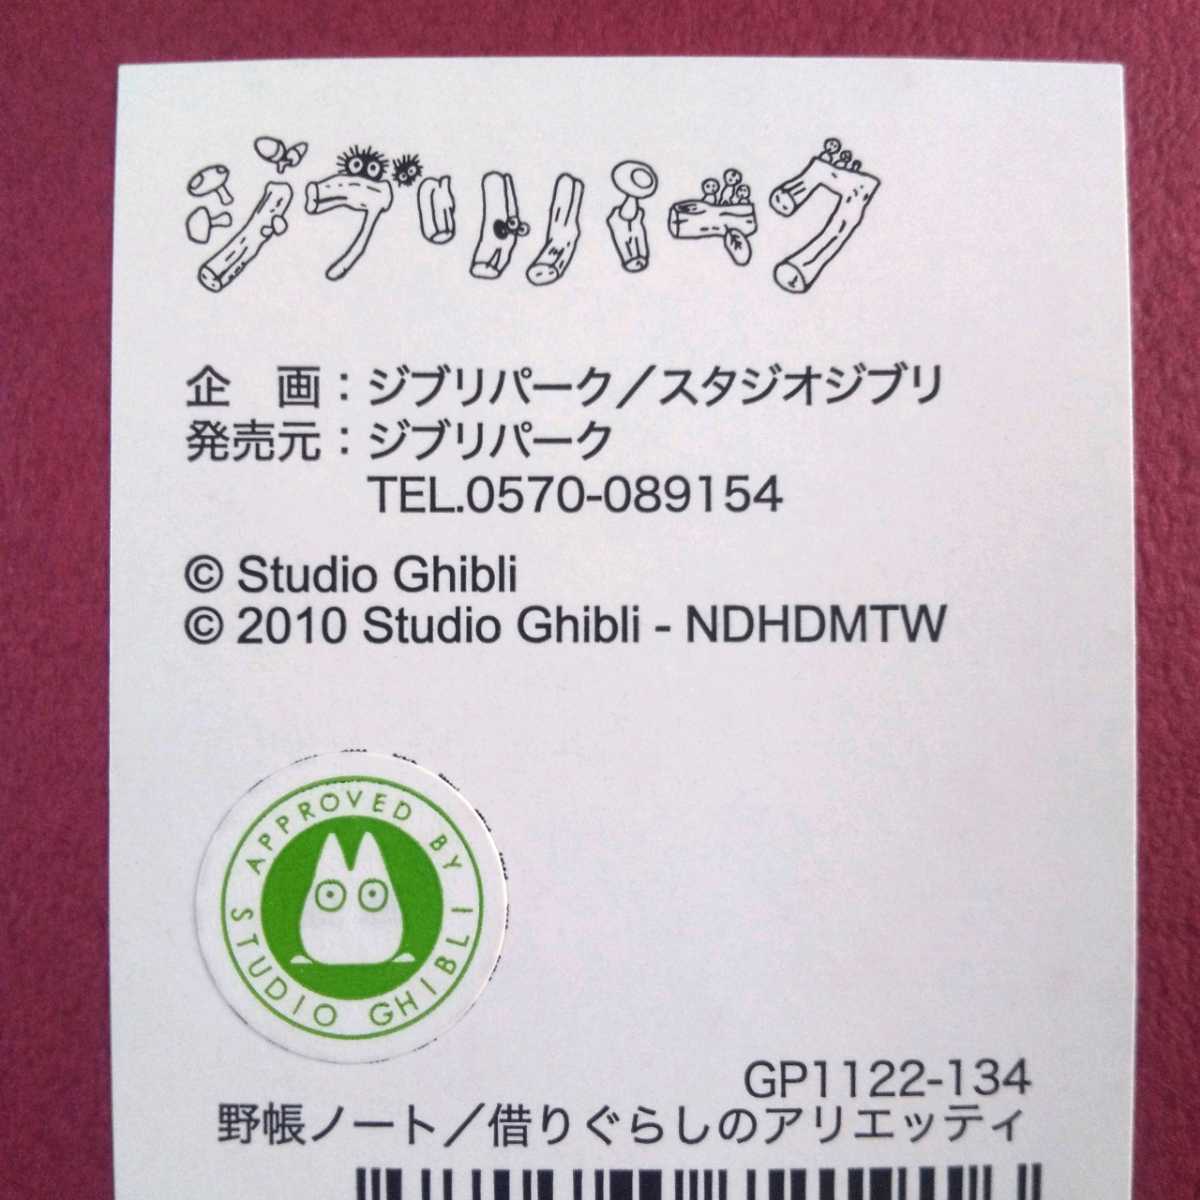 ジブリパーク
企　画：ジブリパーク／スタジオジブリ
発売元：ジブリパーク
TEL.0570-089154
© Studio Ghibli
© 2010 Studio Ghibli - NDHDMTW
APPROVED BY
STUDIO GHIBLI
GP1122-134
野帳ノート／借りぐらしのアリエッティ